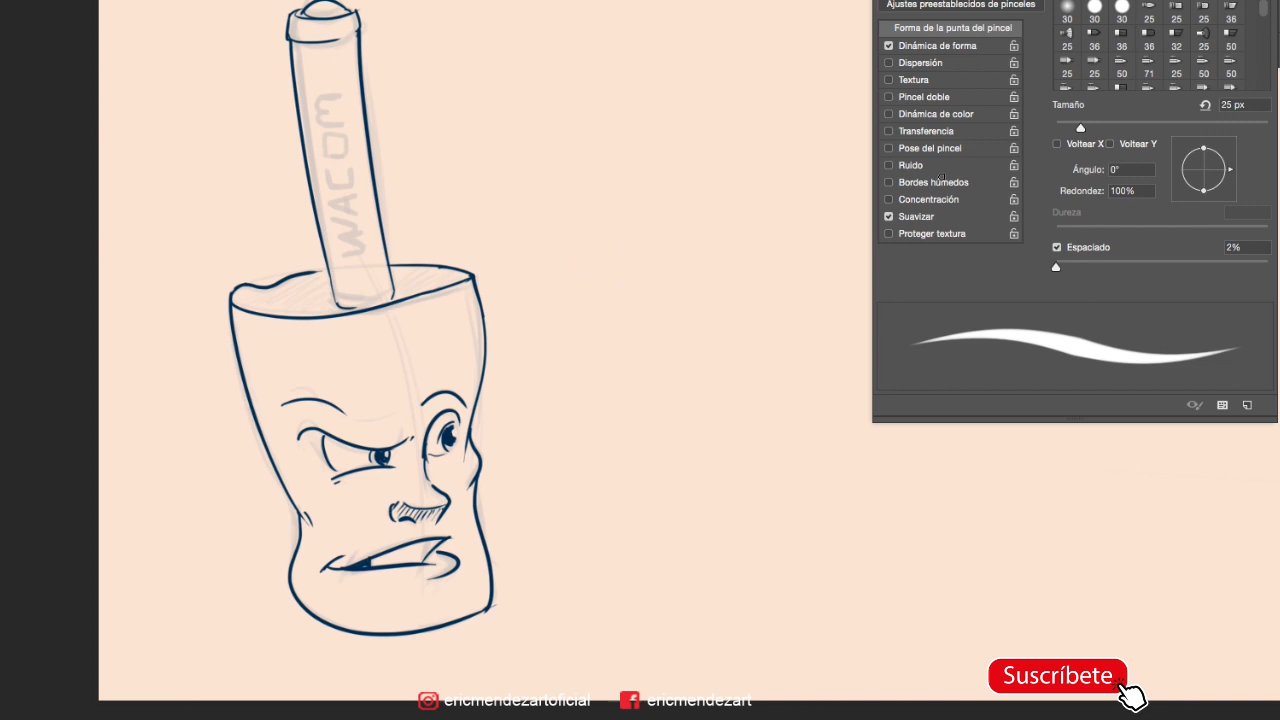 Ajustes preestablecidos de pinceles
30 30 30 25 25 36
Forma de la punta del pincel
25 36 36 36 32 25 50
Dinámica de forma
Dispersión
25 25 50 71 25 50 50
Textura
Pincel doble
Tamaño 25 px
Dinámica de color
Transferencia
Voltear X Voltear Y
Pose del pincel
Ruido
Ángulo: 0°
Bordes húmedos
Redondez: 100%
Concentración
Dureza
Suavizar
Proteger textura
Espaciado 2%
WACOM
Suscríbete
ericmendezartoficial ericmendezart